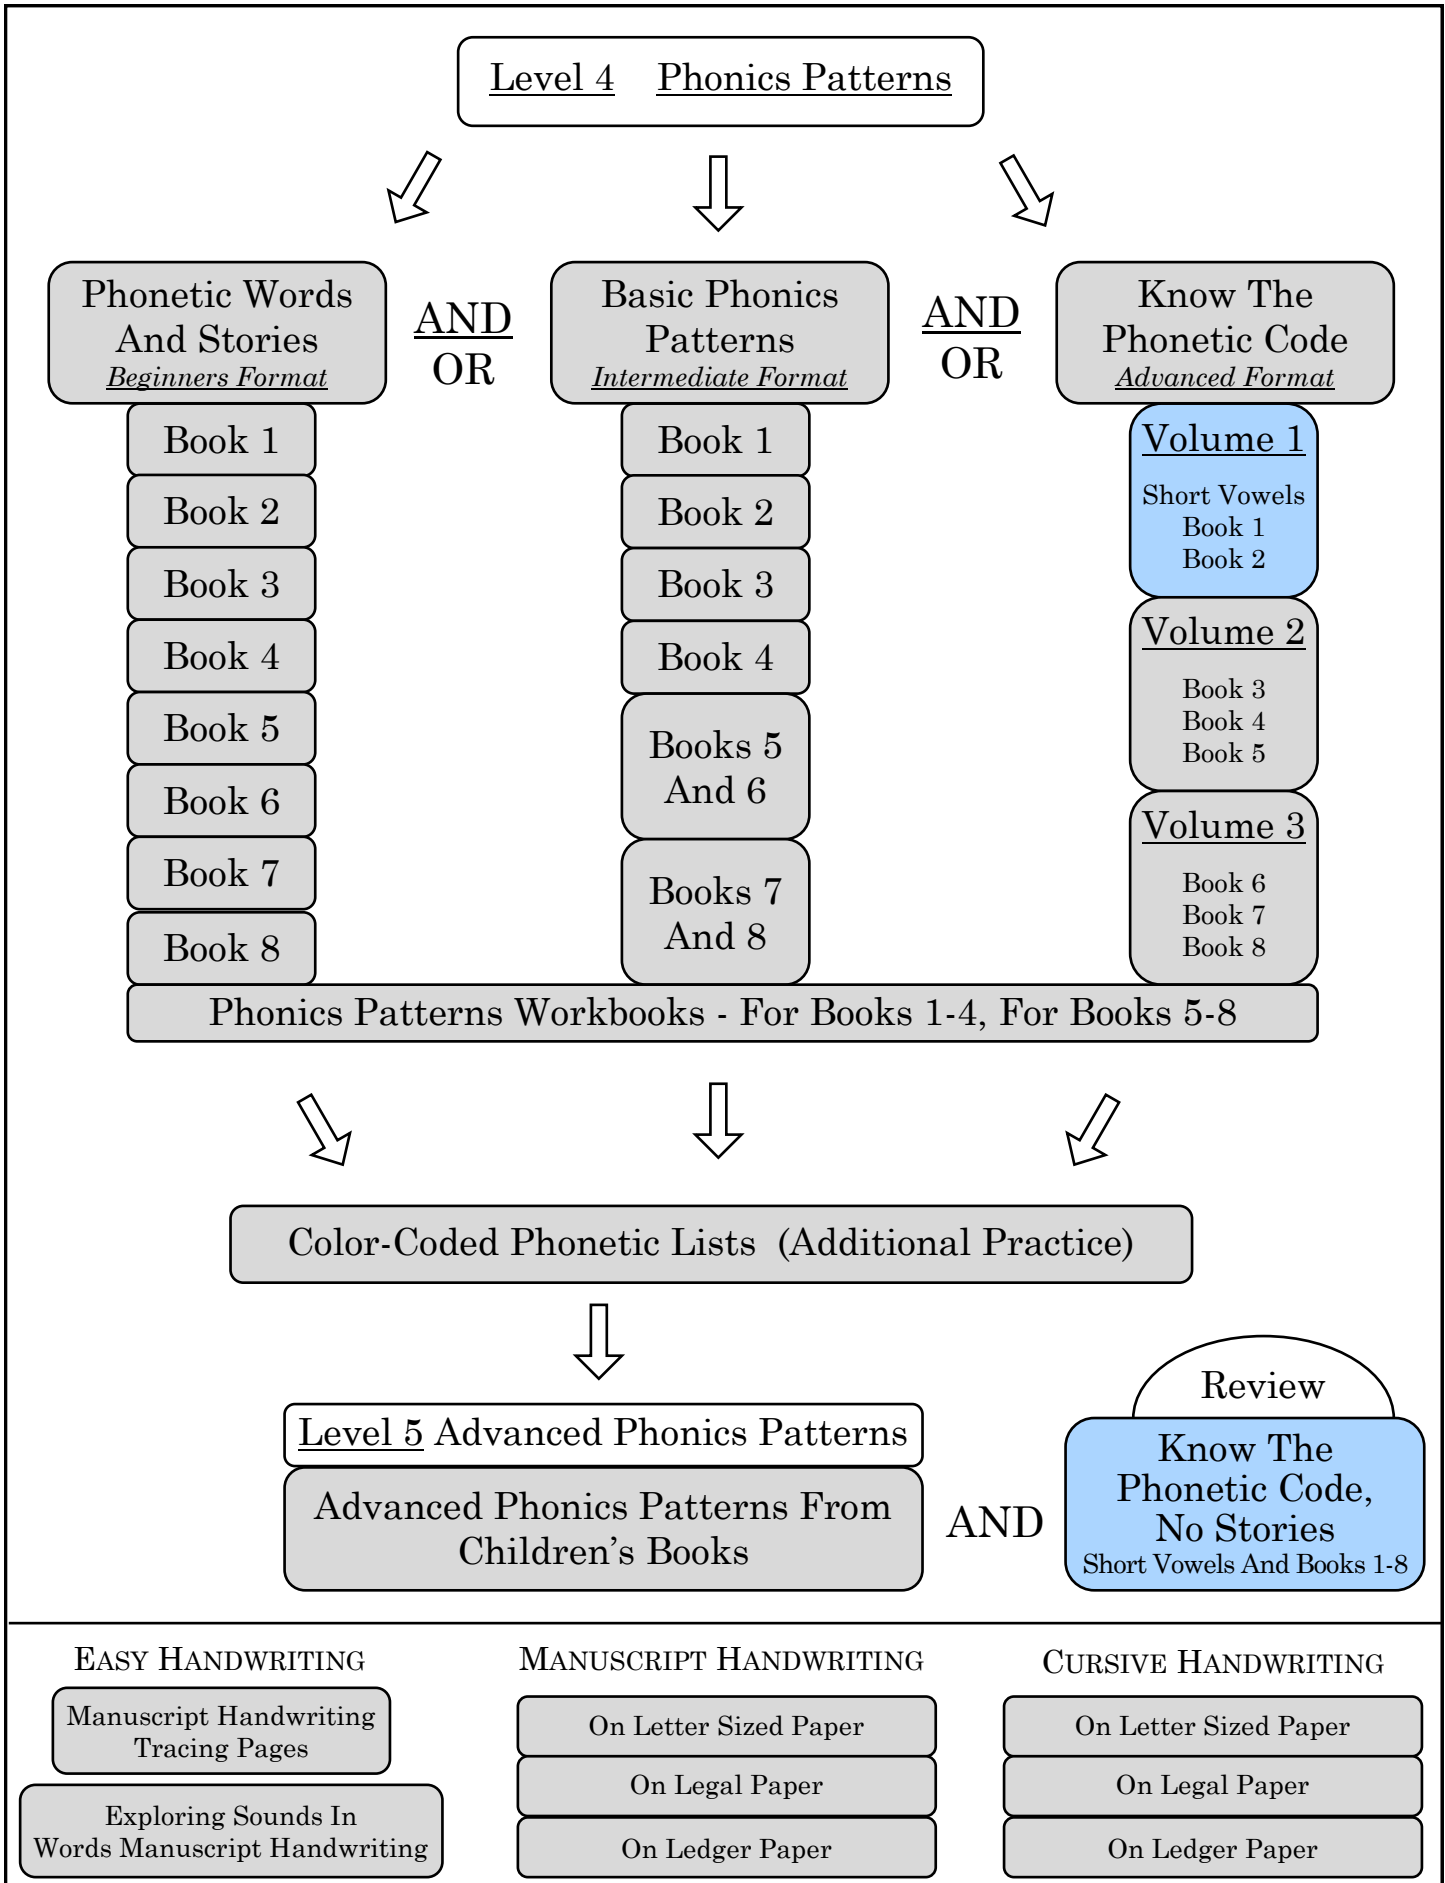 Level 4 Phonics Patterns
Phonetic Words
And Stories
Beginners Format
AND
OR
Basic Phonics
Patterns
Intermediate Format
AND
OR
Know The
Phonetic Code
Advanced Format
Book 1
Book 2
Book 3
Book 4
Book 5
Book 6
Book 7
Book 8
Book 1
Book 2
Book 3
Book 4
Books 5
And 6
Books 7
And 8
Volume 1
Short Vowels
Book 1
Book 2
Volume 2
Book 3
Book 4
Book 5
Volume 3
Book 6
Book 7
Book 8
Phonics Patterns Workbooks - For Books 1-4, For Books 5-8
Color-Coded Phonetic Lists (Additional Practice)
Level 5 Advanced Phonics Patterns
Advanced Phonics Patterns From
Children's Books
AND
Review
Know The
Phonetic Code,
No Stories
Short Vowels And Books 1-8
EASY HANDWRITING
Manuscript Handwriting
Tracing Pages
Exploring Sounds In
Words Manuscript Handwriting
MANUSCRIPT HANDWRITING
On Letter Sized Paper
On Legal Paper
On Ledger Paper
CURSIVE HANDWRITING
On Letter Sized Paper
On Legal Paper
On Ledger Paper